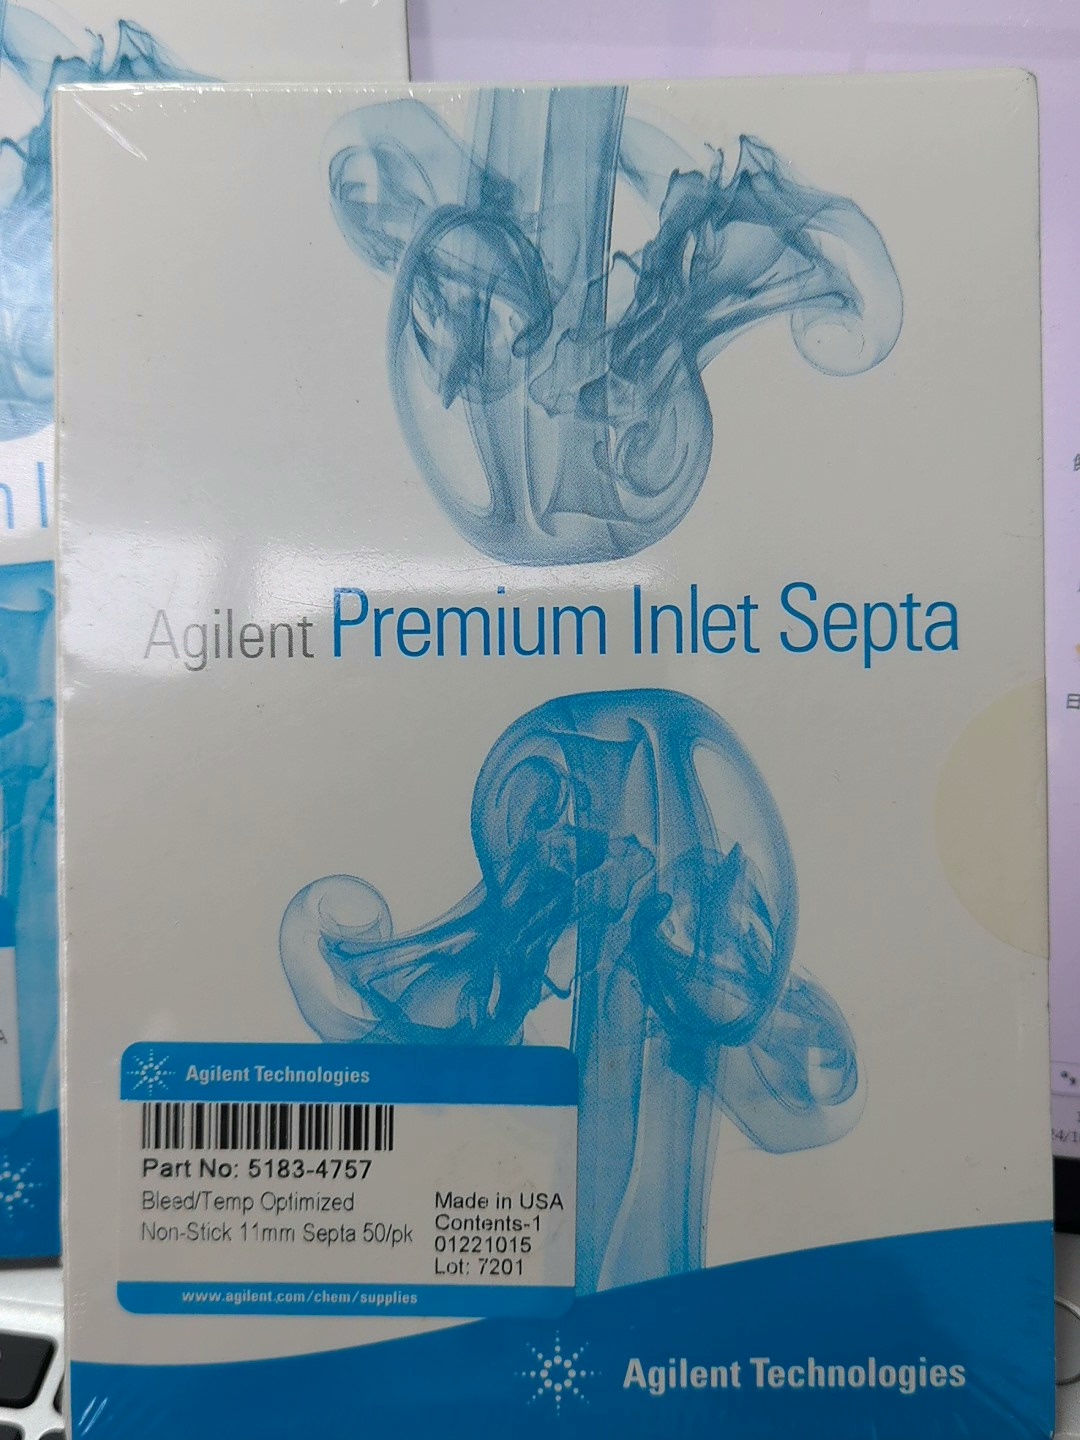 Agilent Premium Inlet Septa
Agilent Technologies
Part No: 5183-4757
Bleed/Temp Optimized
Non-Stick 11mm Septa 50/pk
Made in USA
Contents-1
01221015
Lot: 7201
www.agilent.com/chem/supplies
Agilent Technologies
日